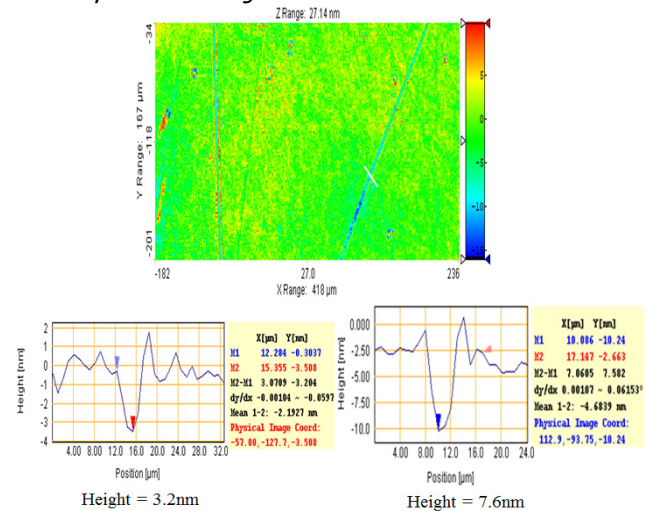 Z Range: 27.14 nm
-34
Y Range: 167 µm
-118
-201
5
0
-5
-10
-182
27.0
236
X Range: 418 µm
2
1
0
-1
-2
-3
-4
Height [nm]
4.00 8.00 12.0 16.0 20.0 24.0 28.0 32.0
Position [µm]
X[µm] Y[nm]
M1 12.284 -0.3037
M2 15.355 -3.508
M2-M1 3.0709 -3.204
dy/dx -0.00104 ~ -0.0597
Mean 1-2: -2.1927 nm
Physical Image Coord:
-57.00,-127.7,-3.508
Height = 3.2nm
0.000
-2.50
-5.00
-7.50
-10.0
Height [nm]
4.00 8.00 12.0 16.0 20.0 24.0
Position [µm]
X[µm] Y[nm]
M1 10.086 -10.24
M2 17.147 -2.663
M2-M1 7.0605 7.582
dy/dx 0.00107 ~ 0.06153°
Mean 1-2: -4.6839 nm
Physical Image Coord:
112.9,-93.75,-10.24
Height = 7.6nm